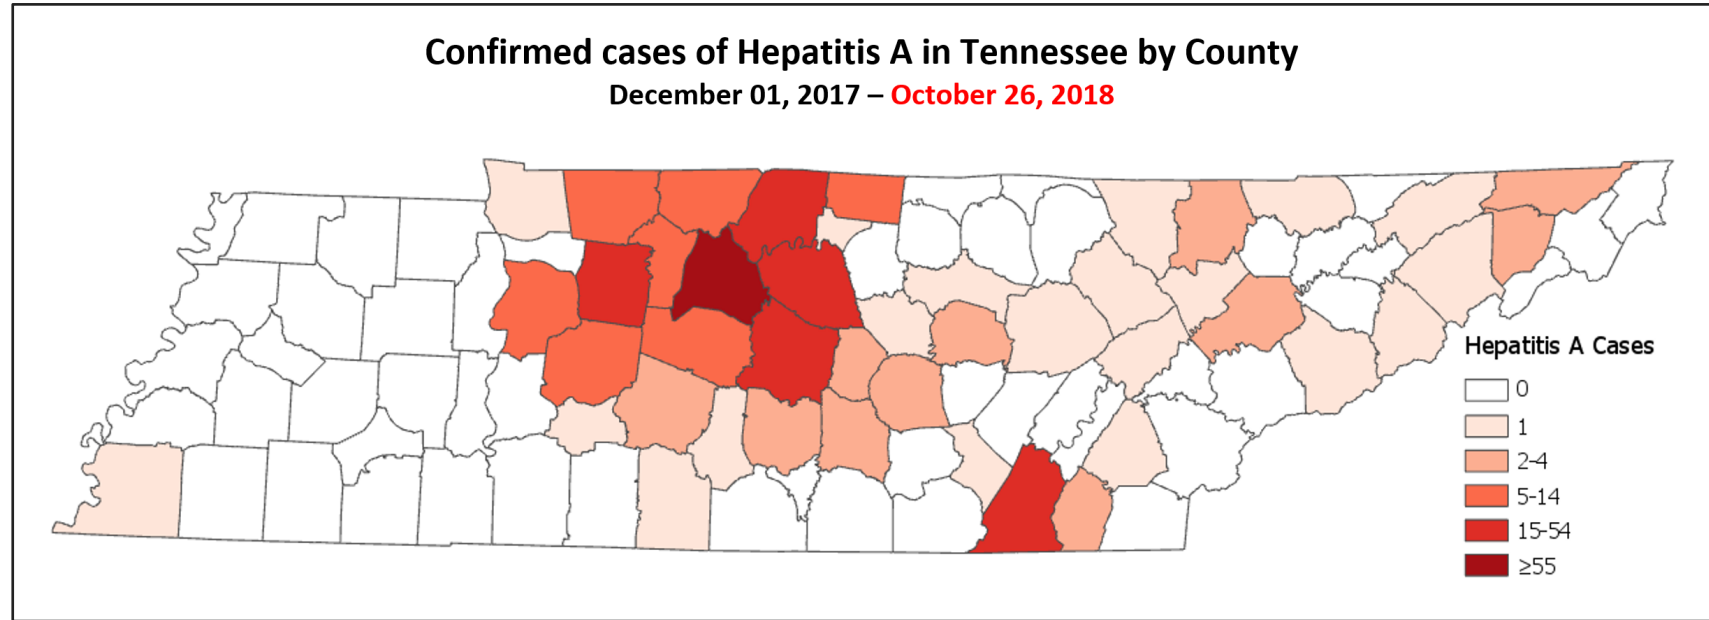 Confirmed cases of Hepatitis A in Tennessee by County
December 01, 2017 – October 26, 2018
Hepatitis A Cases
0
1
2-4
5-14
15-54
≥55